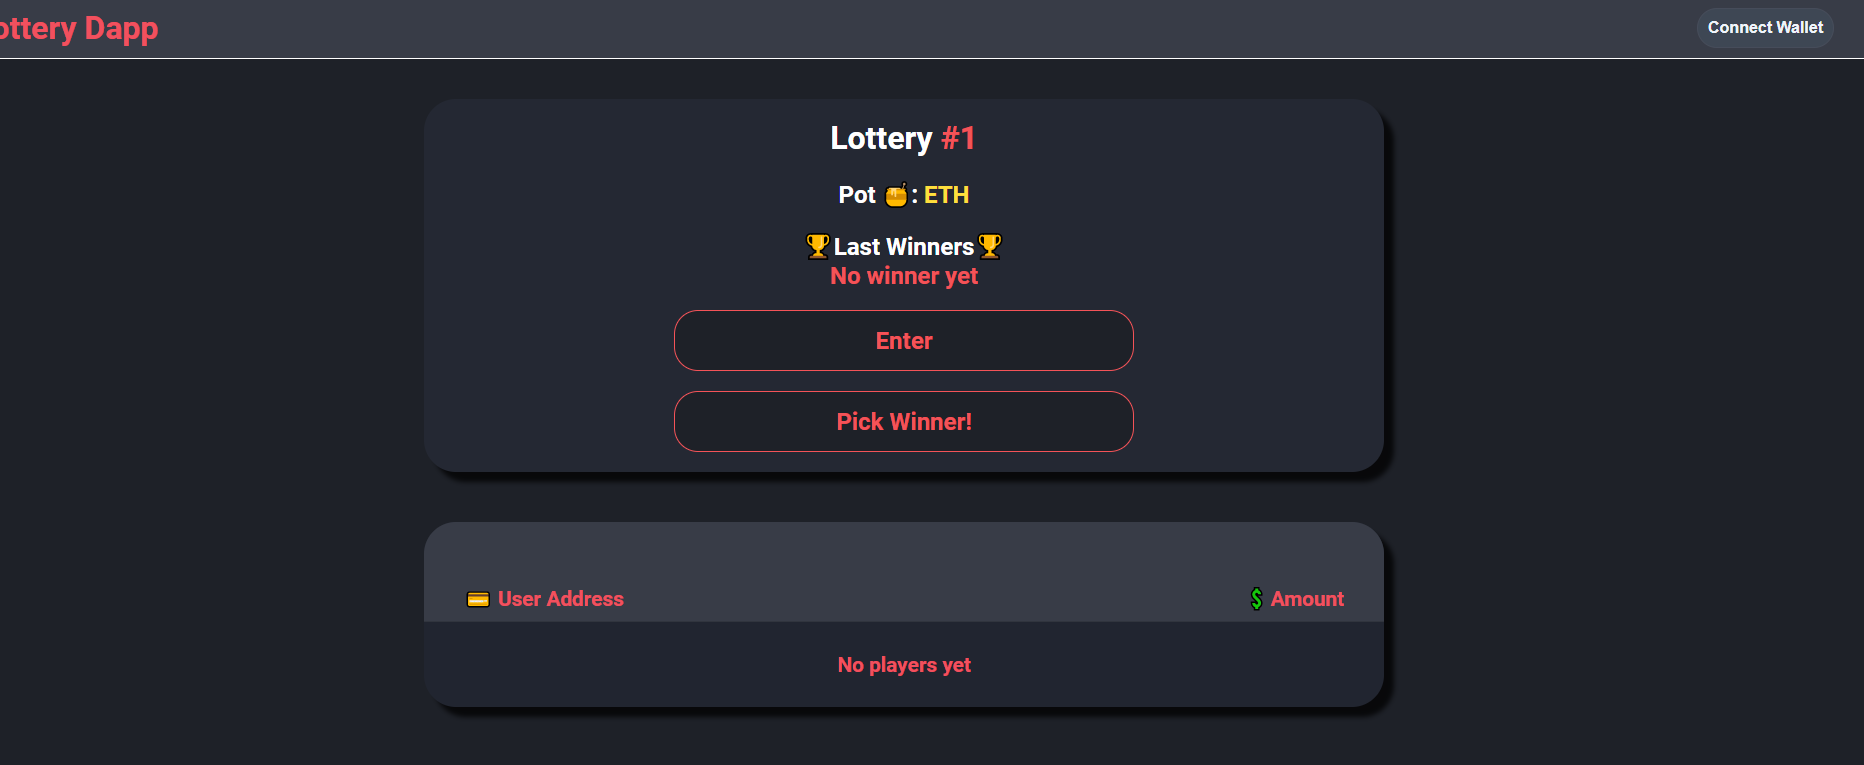 ottery Dapp
Connect Wallet
Lottery #1
Pot 🍯: ETH
🏆Last Winners🏆
No winner yet
Enter
Pick Winner!
💳 User Address
💲 Amount
No players yet